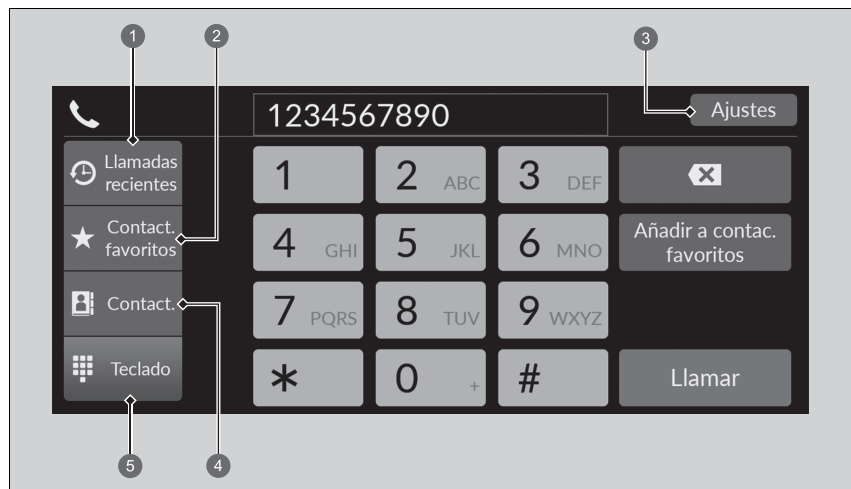 1
2
3
1234567890
Ajustes
Llamadas
recientes
Contact.
favoritos
Contact.
Teclado
1
2 ABC
3 DEF
4 GHI
5 JKL
6 MNO
Añadir a contac.
favoritos
7 PQRS
8 TUV
9 WXYZ
*
0 +
#
Llamar
5
4